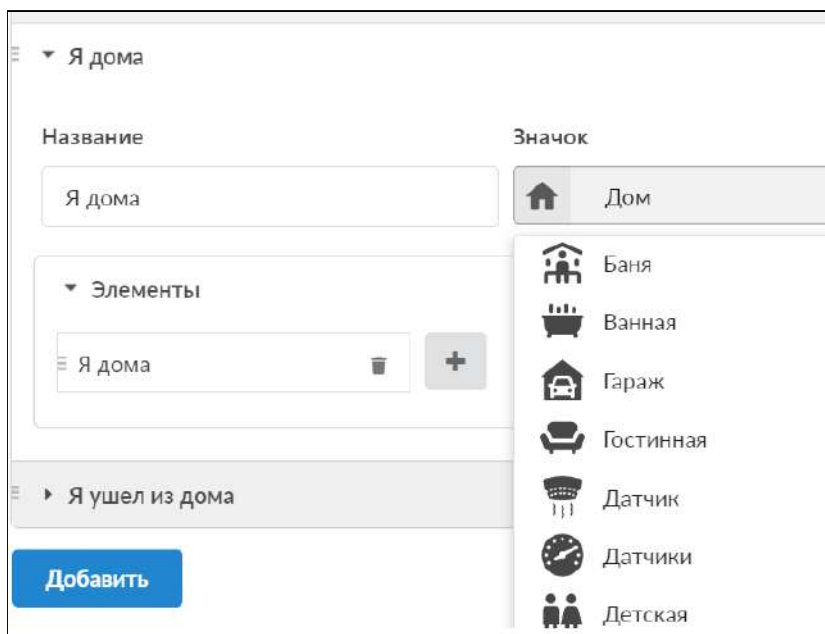 Я дома
Название
Значок
Я дома
Дом
Элементы
Я дома
Баня
Ванная
Гараж
Гостинная
Датчик
Датчики
Детская
Я ушел из дома
Добавить